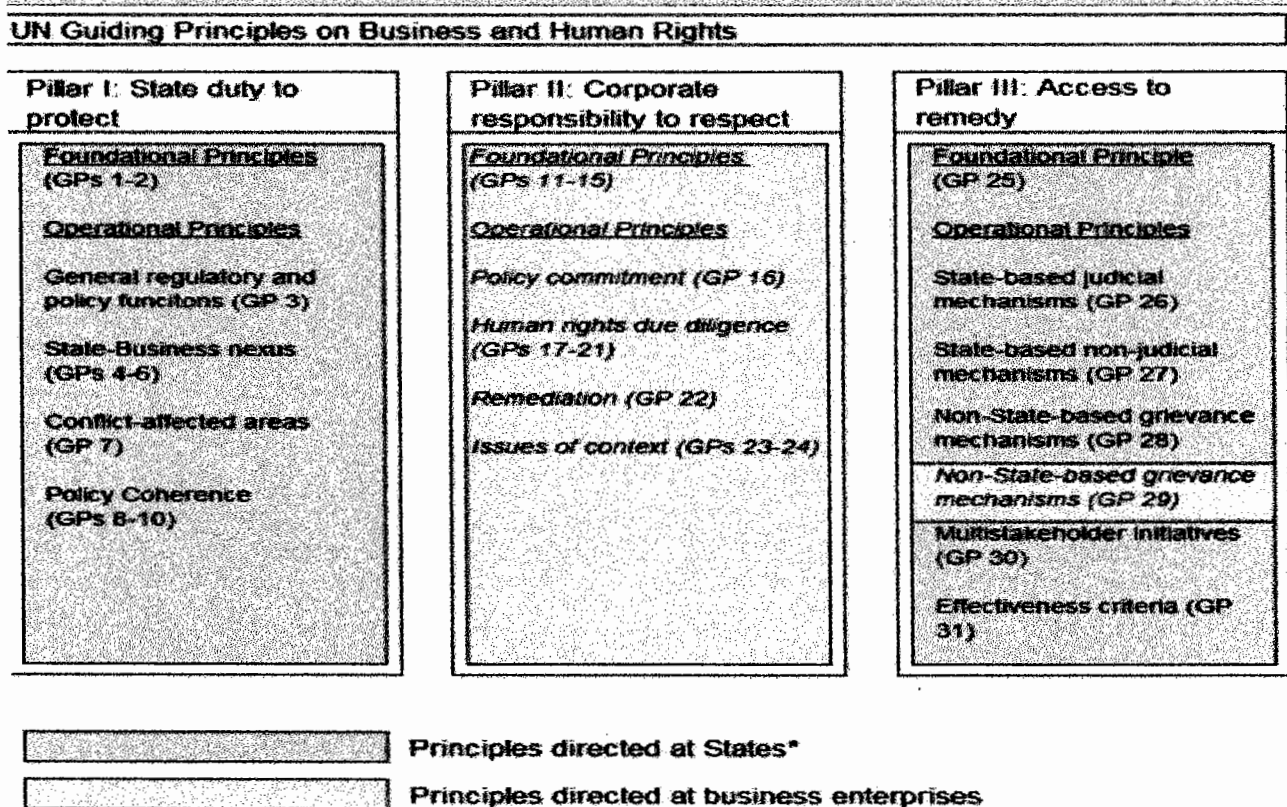 UN Guiding Principles on Business and Human Rights
Pillar I: State duty to
protect
Foundational Principles
(GPs 1-2)
Operational Principles
General regulatory and
policy funcitons (GP 3)
State-Business nexus
(GPs 4-6)
Conflict-affected areas
(GP 7)
Policy Coherence
(GPs 8-10)
Pillar II: Corporate
responsibility to respect
Foundational Principles
(GPs 11-15)
Operational Principles
Policy commitment (GP 16)
Human rights due diligence
(GPs 17-21)
Remediation (GP 22)
Issues of context (GPs 23-24)
Pillar III: Access to
remedy
Foundational Principle
(GP 25)
Operational Principles
State-based judicial
mechanisms (GP 26)
State-based non-judicial
mechanisms (GP 27)
Non-State-based grievance
mechanisms (GP 28)
Non-State-based grievance
mechanisms (GP 29)
Multistakeholder initiatives
(GP 30)
Effectiveness criteria (GP
31)
Principles directed at States*
Principles directed at business enterprises